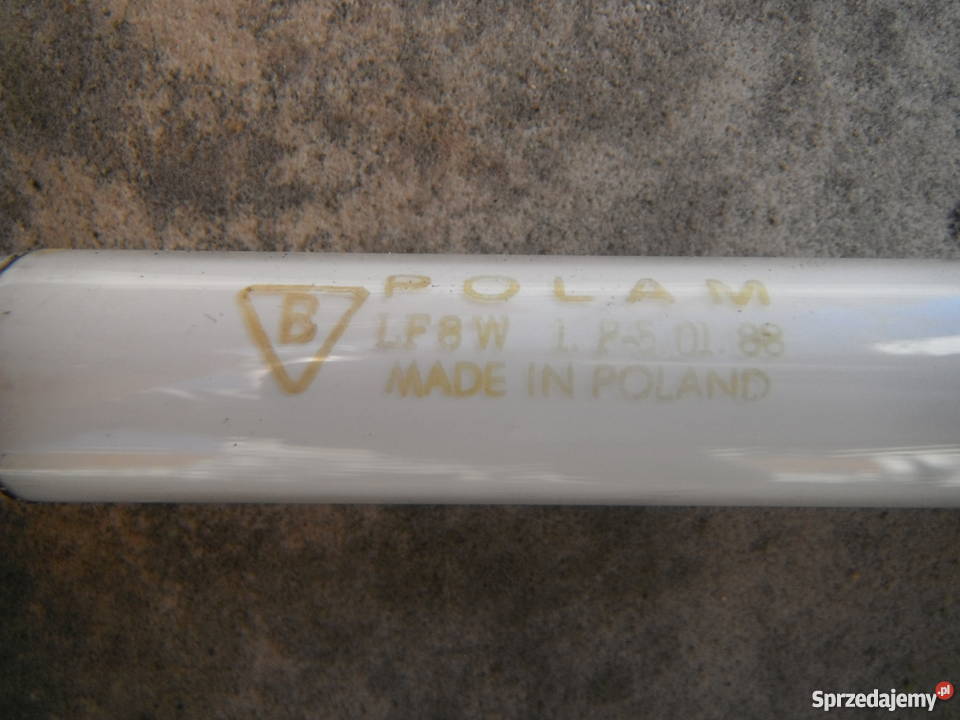 B
POLAM
LF8W 1. P-5 01. 88
MADE IN POLAND
Sprzedajemy.pl